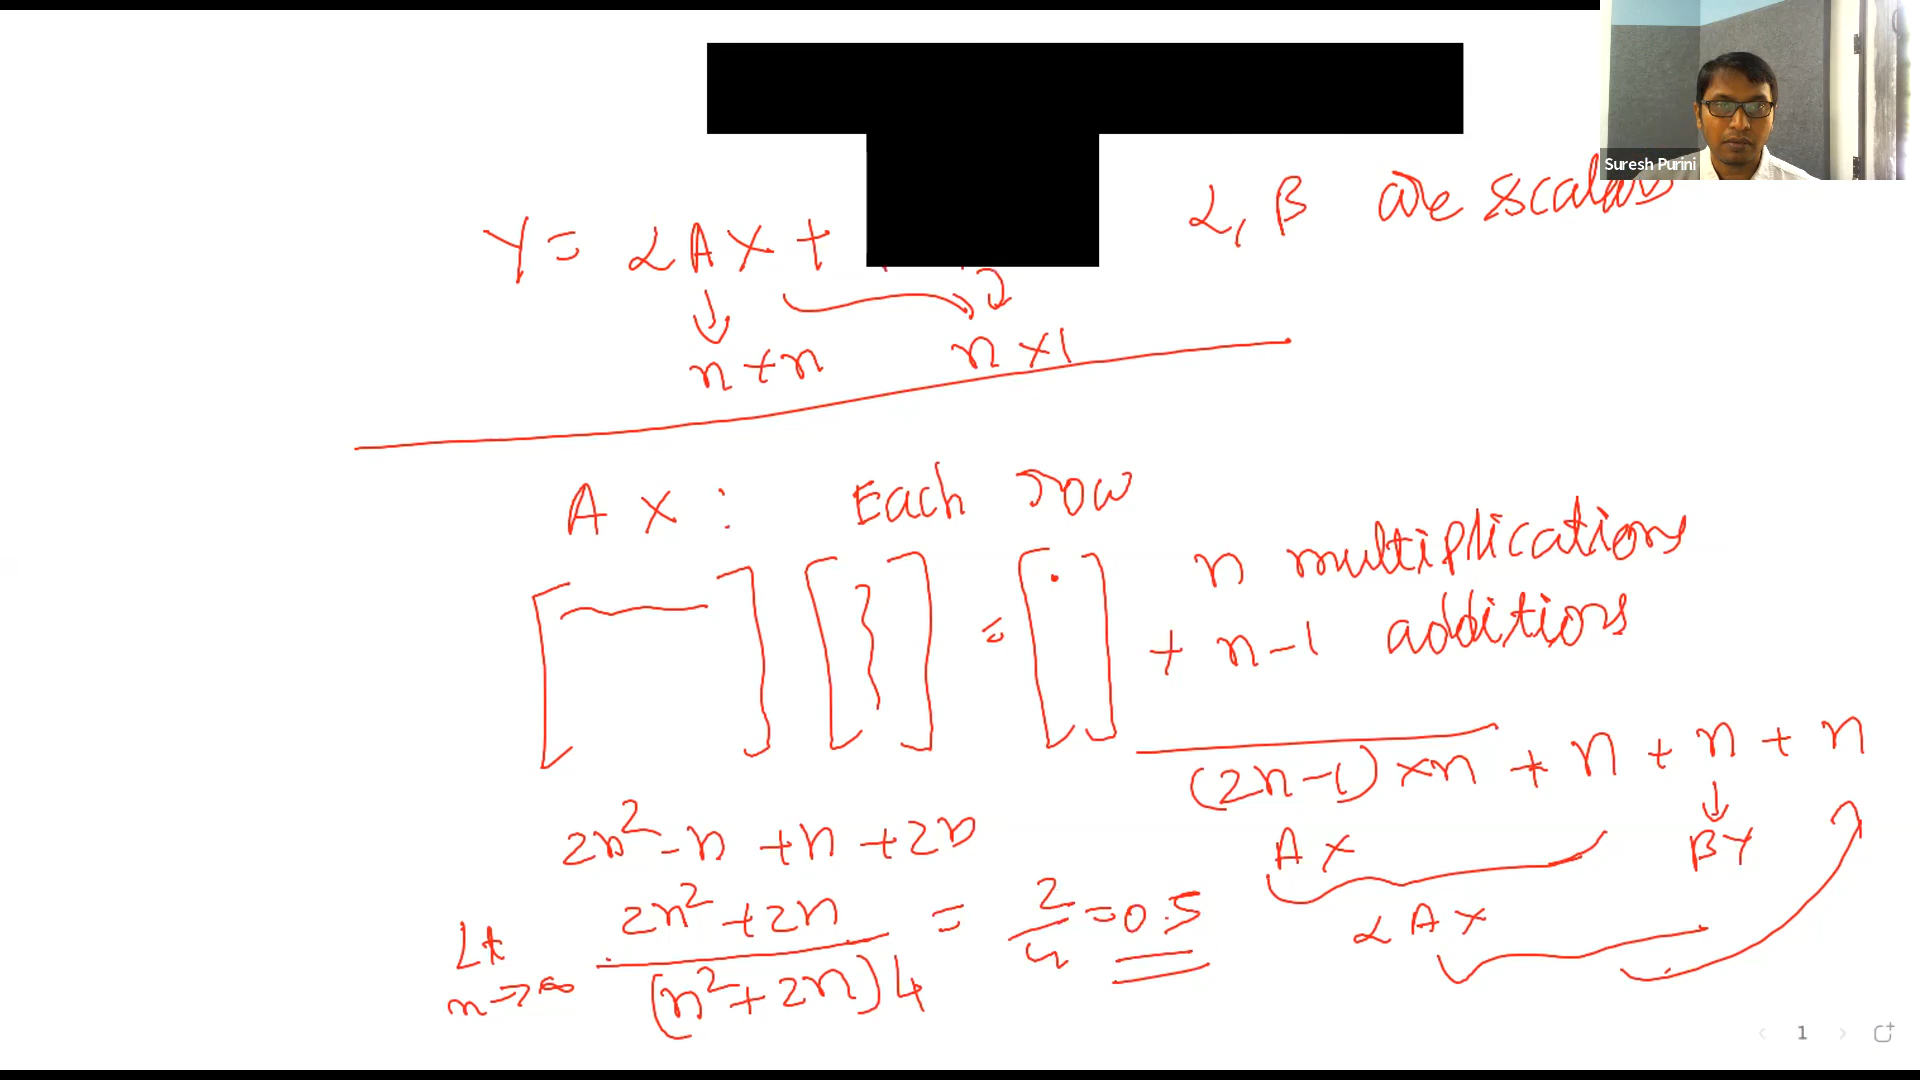 Suresh Purini
α, β are scalars
Y = αAX +
n×n n×1
AX : Each row
n multiplications
= + n-1 additions
(2n-1)×n + n + n + n
2n²-n +n +2n
AX βY
Lt n→∞ 2n²+2n / (n²+2n)4 = 2/4 = 0.5
αAX
1